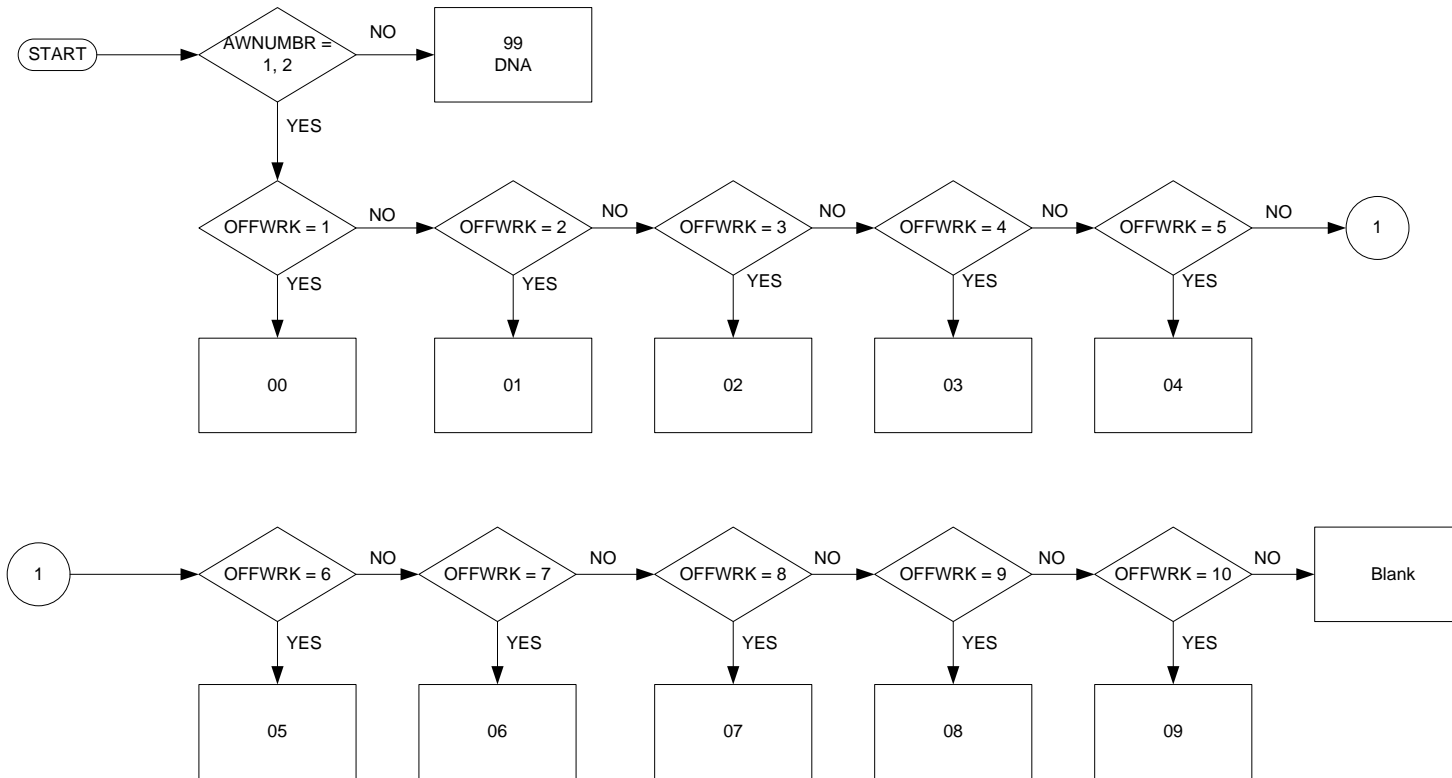 START
AWNUMBR =
1, 2
NO
99
DNA
YES
OFFWRK = 1
NO
OFFWRK = 2
NO
OFFWRK = 3
NO
OFFWRK = 4
NO
OFFWRK = 5
NO
1
YES
YES
YES
YES
YES
00
01
02
03
04
1
OFFWRK = 6
NO
OFFWRK = 7
NO
OFFWRK = 8
NO
OFFWRK = 9
NO
OFFWRK = 10
NO
Blank
YES
YES
YES
YES
YES
05
06
07
08
09